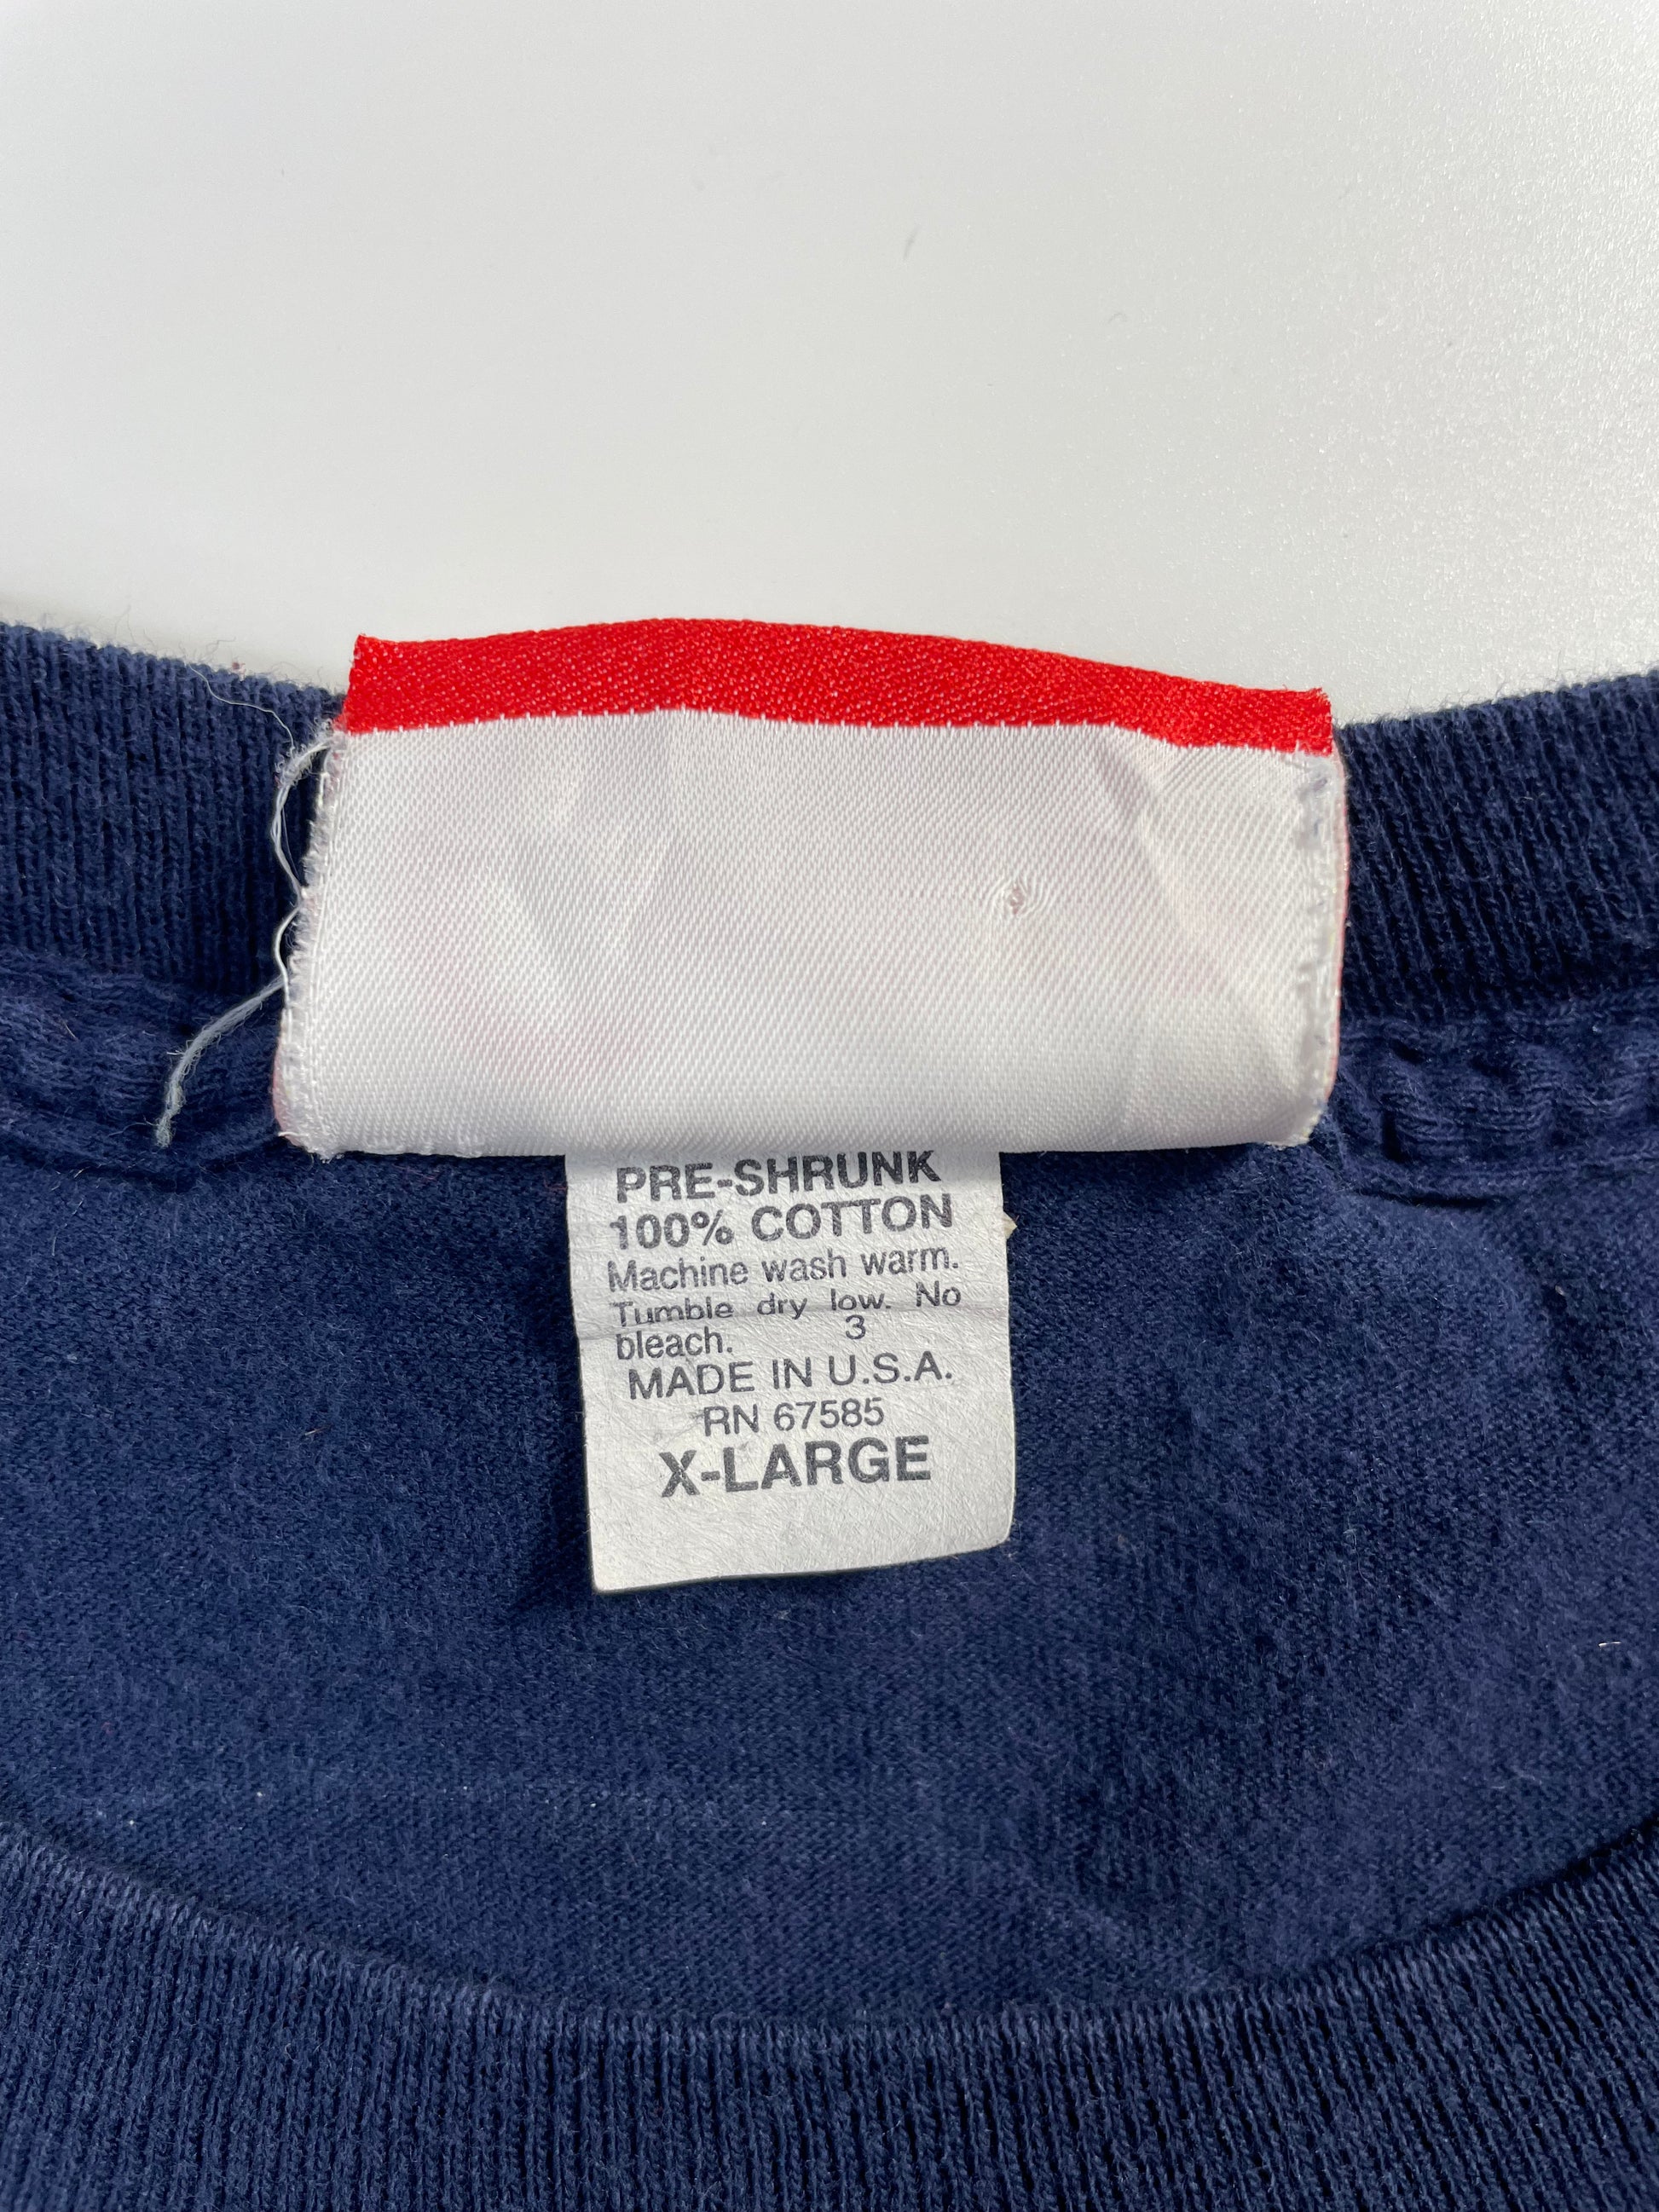 PRE-SHRUNK
100% COTTON
Machine wash warm.
Tumble dry low. No
bleach. 3
MADE IN U.S.A.
RN 67585
X-LARGE